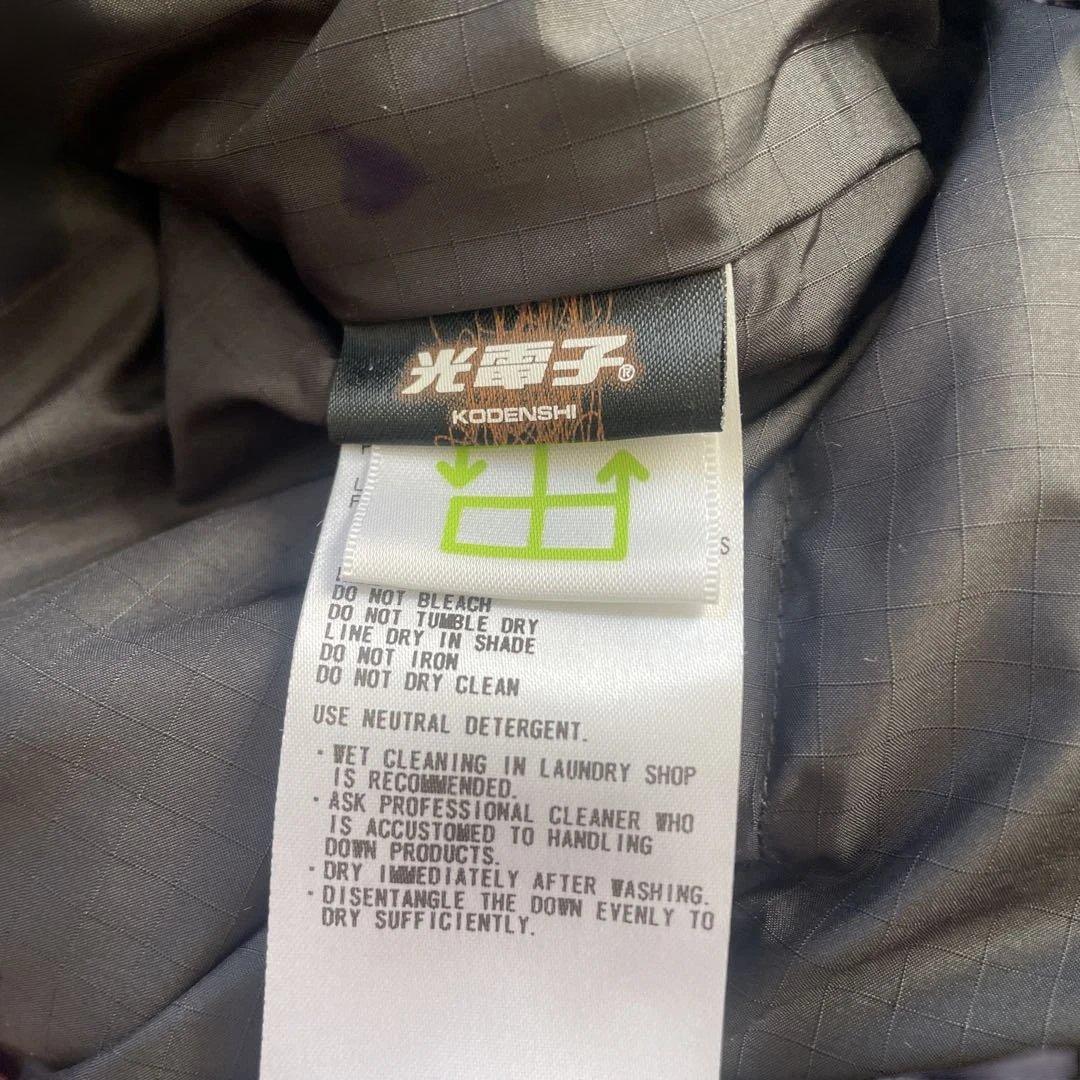 光電子®
KODENSHI
S
DO NOT BLEACH
DO NOT TUMBLE DRY
LINE DRY IN SHADE
DO NOT IRON
DO NOT DRY CLEAN
USE NEUTRAL DETERGENT.
・WET CLEANING IN LAUNDRY SHOP
IS RECOMMENDED.
・ASK PROFESSIONAL CLEANER WHO
IS ACCUSTOMED TO HANDLING
DOWN PRODUCTS.
・DRY IMMEDIATELY AFTER WASHING.
・DISENTANGLE THE DOWN EVENLY TO
DRY SUFFICIENTLY.